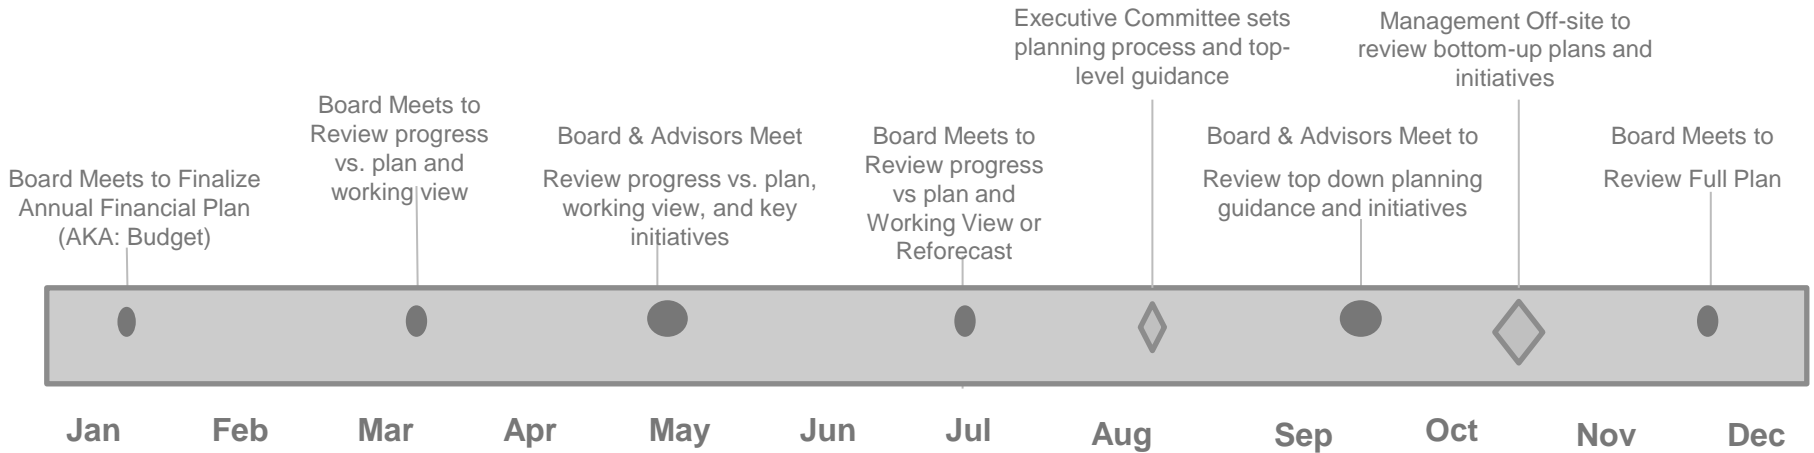 Board Meets to Finalize
Annual Financial Plan
(AKA: Budget)
Board Meets to
Review progress
vs. plan and
working view
Board & Advisors Meet
Review progress vs. plan,
working view, and key
initiatives
Board Meets to
Review progress
vs plan and
Working View or
Reforecast
Executive Committee sets
planning process and top-
level guidance
Board & Advisors Meet to
Review top down planning
guidance and initiatives
Management Off-site to
review bottom-up plans and
initiatives
Board Meets to
Review Full Plan
Jan
Feb
Mar
Apr
May
Jun
Jul
Aug
Sep
Oct
Nov
Dec